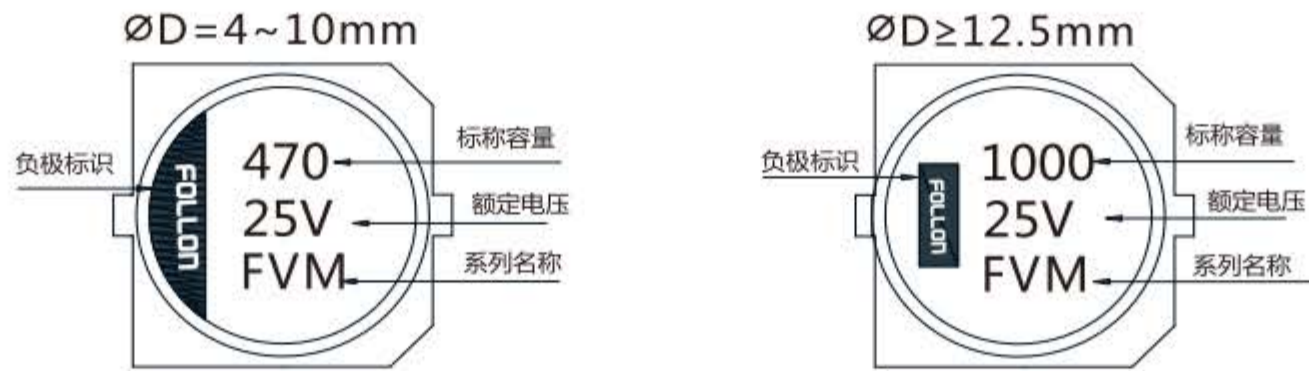 ØD=4~10mm
负极标识
FOLLON
470
25V
FVM
标称容量
额定电压
系列名称
ØD≥12.5mm
负极标识
FOLLON
1000
25V
FVM
标称容量
额定电压
系列名称